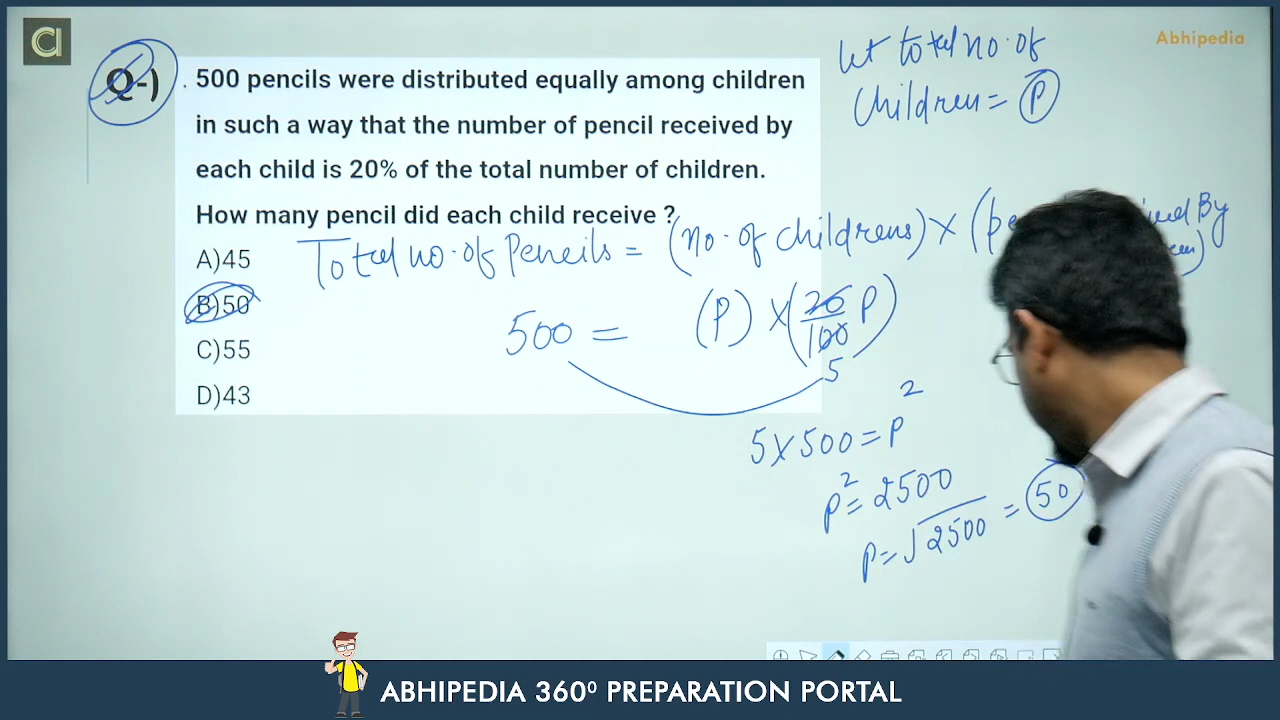 Abhipedia
Q-)
. 500 pencils were distributed equally among children
in such a way that the number of pencil received by
each child is 20% of the total number of children.
How many pencil did each child receive ?
A)45
B)50
C)55
D)43
let total no. of
Children = P
Total no. of Pencils = (no. of childrens) × (pe
By
500 = (P) × (20/100 P)
5
5 × 500 = P²
P² = 2500
P = √2500 = 50
ABHIPEDIA 360⁰ PREPARATION PORTAL